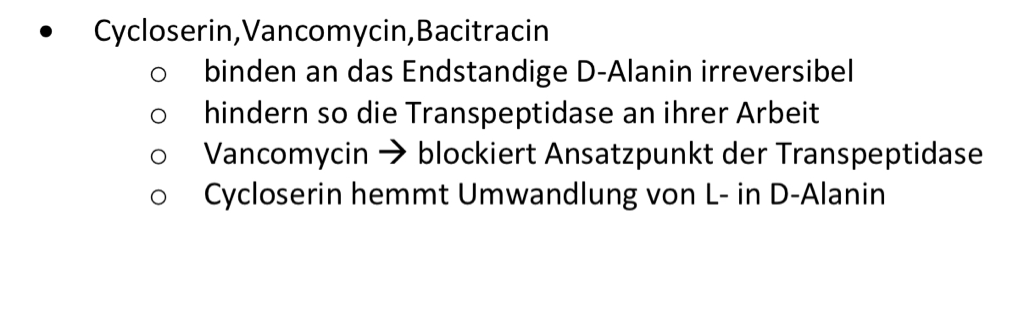 • Cycloserin,Vancomycin,Bacitracin
o binden an das Endstandige D-Alanin irreversibel
o hindern so die Transpeptidase an ihrer Arbeit
o Vancomycin → blockiert Ansatzpunkt der Transpeptidase
o Cycloserin hemmt Umwandlung von L- in D-Alanin